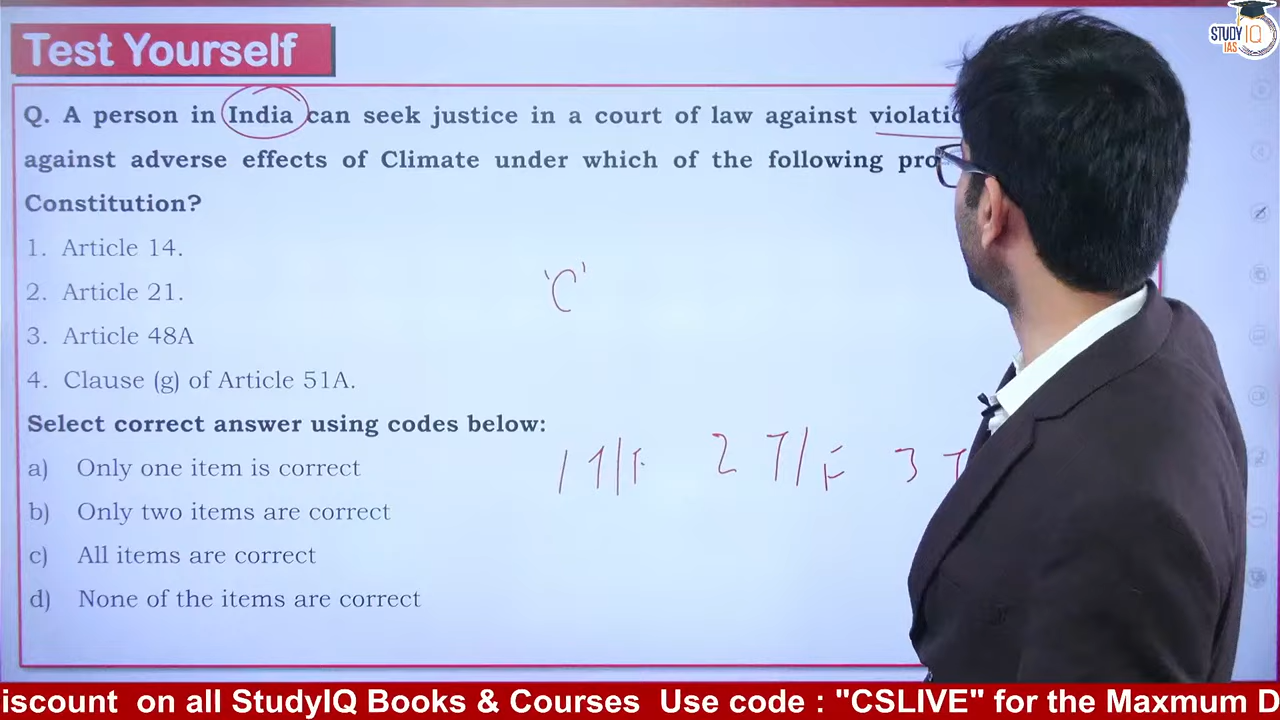 STUDY IQ
IAS
Test Yourself
Q. A person in India can seek justice in a court of law against
against adverse effects of Climate under which of the following
Constitution?
1. Article 14.
'C'
2. Article 21.
3. Article 48A
4. Clause (g) of Article 51A.
Select correct answer using codes below:
1 T/F 2 T/F 3 T
a) Only one item is correct
b) Only two items are correct
c) All items are correct
d) None of the items are correct
iscount on all StudyIQ Books & Courses Use code : "CSLIVE" for the Maxmum D